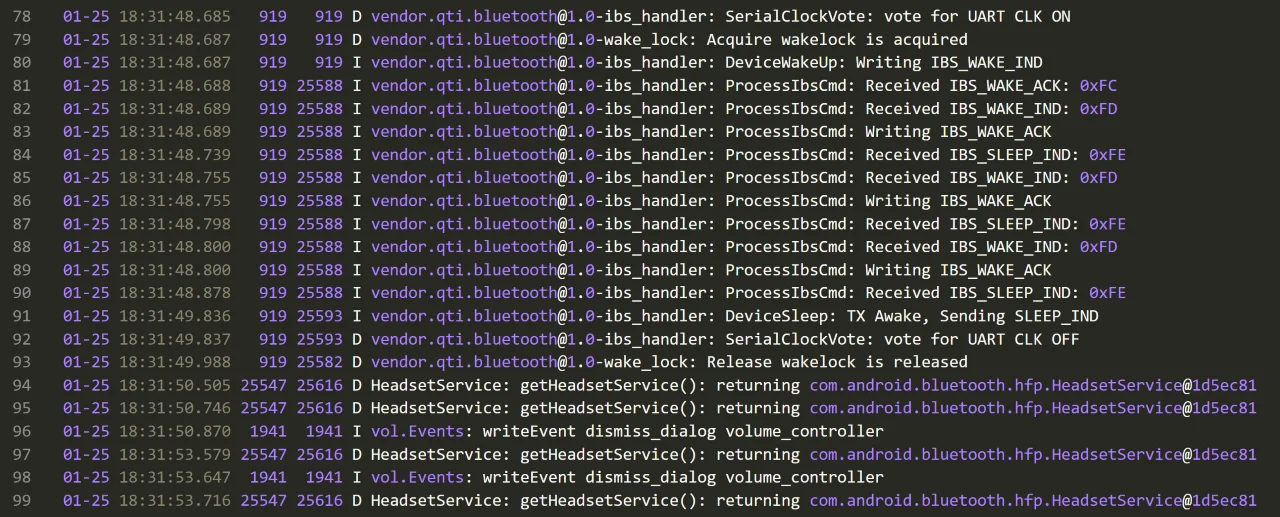 78 01-25 18:31:48.685 919 919 D vendor.qti.bluetooth@1.0-ibs_handler: SerialClockVote: vote for UART CLK ON
79 01-25 18:31:48.687 919 919 D vendor.qti.bluetooth@1.0-wake_lock: Acquire wakelock is acquired
80 01-25 18:31:48.687 919 919 I vendor.qti.bluetooth@1.0-ibs_handler: DeviceWakeUp: Writing IBS_WAKE_IND
81 01-25 18:31:48.688 919 25588 I vendor.qti.bluetooth@1.0-ibs_handler: ProcessIbsCmd: Received IBS_WAKE_ACK: 0xFC
82 01-25 18:31:48.689 919 25588 I vendor.qti.bluetooth@1.0-ibs_handler: ProcessIbsCmd: Received IBS_WAKE_IND: 0xFD
83 01-25 18:31:48.689 919 25588 I vendor.qti.bluetooth@1.0-ibs_handler: ProcessIbsCmd: Writing IBS_WAKE_ACK
84 01-25 18:31:48.739 919 25588 I vendor.qti.bluetooth@1.0-ibs_handler: ProcessIbsCmd: Received IBS_SLEEP_IND: 0xFE
85 01-25 18:31:48.755 919 25588 I vendor.qti.bluetooth@1.0-ibs_handler: ProcessIbsCmd: Received IBS_WAKE_IND: 0xFD
86 01-25 18:31:48.755 919 25588 I vendor.qti.bluetooth@1.0-ibs_handler: ProcessIbsCmd: Writing IBS_WAKE_ACK
87 01-25 18:31:48.798 919 25588 I vendor.qti.bluetooth@1.0-ibs_handler: ProcessIbsCmd: Received IBS_SLEEP_IND: 0xFE
88 01-25 18:31:48.800 919 25588 I vendor.qti.bluetooth@1.0-ibs_handler: ProcessIbsCmd: Received IBS_WAKE_IND: 0xFD
89 01-25 18:31:48.800 919 25588 I vendor.qti.bluetooth@1.0-ibs_handler: ProcessIbsCmd: Writing IBS_WAKE_ACK
90 01-25 18:31:48.878 919 25588 I vendor.qti.bluetooth@1.0-ibs_handler: ProcessIbsCmd: Received IBS_SLEEP_IND: 0xFE
91 01-25 18:31:49.836 919 25593 I vendor.qti.bluetooth@1.0-ibs_handler: DeviceSleep: TX Awake, Sending SLEEP_IND
92 01-25 18:31:49.837 919 25593 D vendor.qti.bluetooth@1.0-ibs_handler: SerialClockVote: vote for UART CLK OFF
93 01-25 18:31:49.988 919 25582 D vendor.qti.bluetooth@1.0-wake_lock: Release wakelock is released
94 01-25 18:31:50.505 25547 25616 D HeadsetService: getHeadsetService(): returning com.android.bluetooth.hfp.HeadsetService@1d5ec81
95 01-25 18:31:50.746 25547 25616 D HeadsetService: getHeadsetService(): returning com.android.bluetooth.hfp.HeadsetService@1d5ec81
96 01-25 18:31:50.870 1941 1941 I vol.Events: writeEvent dismiss_dialog volume_controller
97 01-25 18:31:53.579 25547 25616 D HeadsetService: getHeadsetService(): returning com.android.bluetooth.hfp.HeadsetService@1d5ec81
98 01-25 18:31:53.647 1941 1941 I vol.Events: writeEvent dismiss_dialog volume_controller
99 01-25 18:31:53.716 25547 25616 D HeadsetService: getHeadsetService(): returning com.android.bluetooth.hfp.HeadsetService@1d5ec81